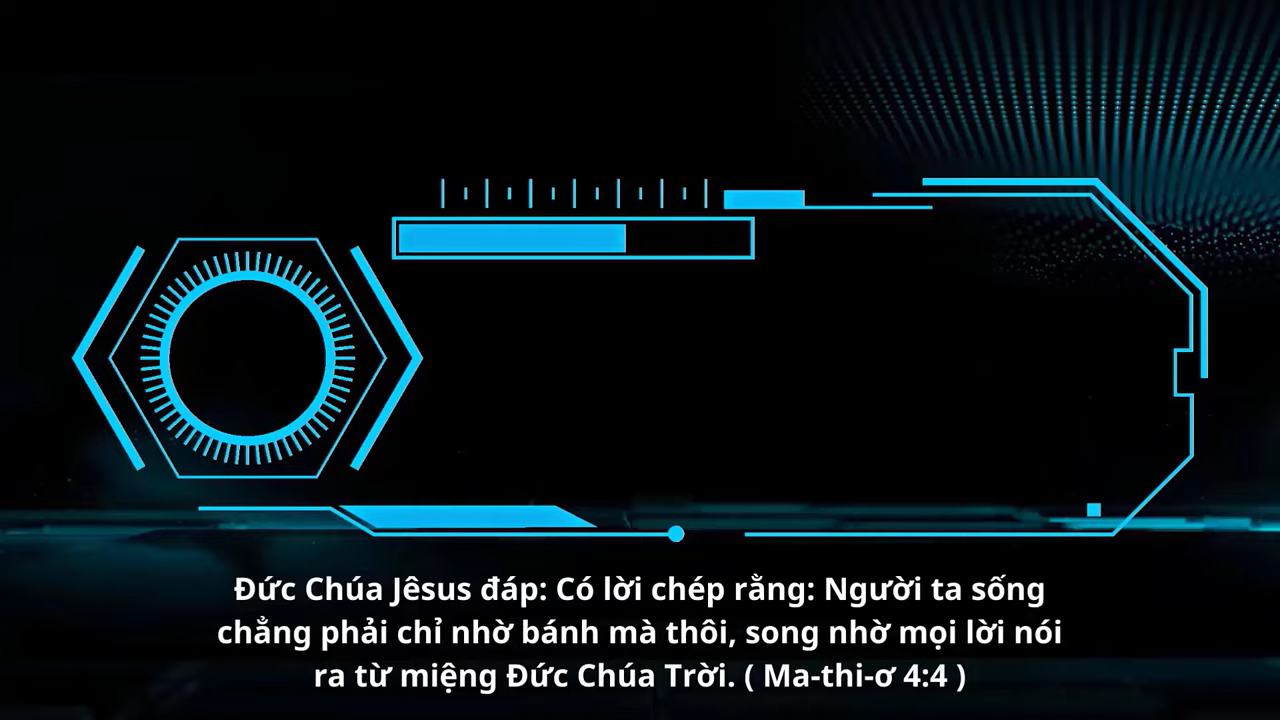 Đức Chúa Jêsus đáp: Có lời chép rằng: Người ta sống
chẳng phải chỉ nhờ bánh mà thôi, song nhờ mọi lời nói
ra từ miệng Đức Chúa Trời. ( Ma-thi-ơ 4:4 )